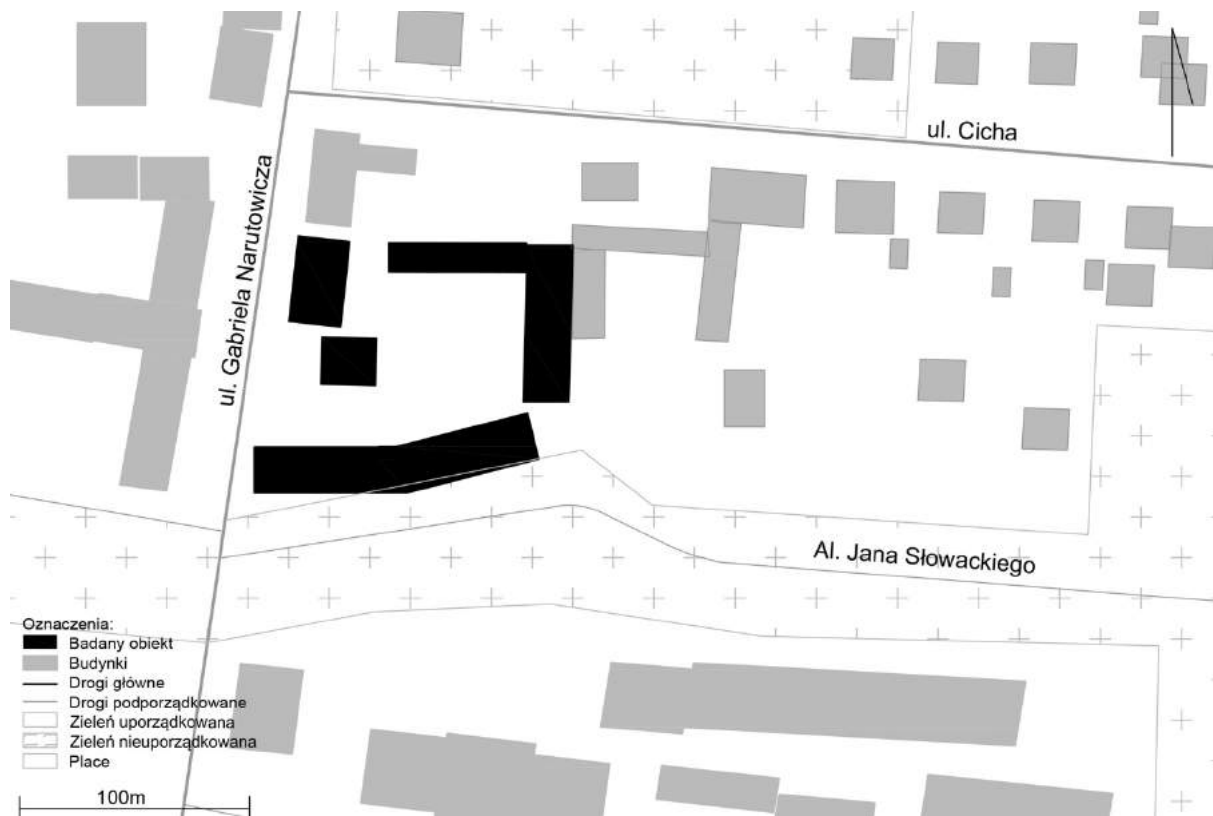 ul. Cicha
ul. Gabriela Narutowicza
Al. Jana Słowackiego
Oznaczenia:
Badany obiekt
Budynki
Drogi główne
Drogi podporządkowane
Zieleń uporządkowana
Zieleń nieuporządkowana
Place
100m